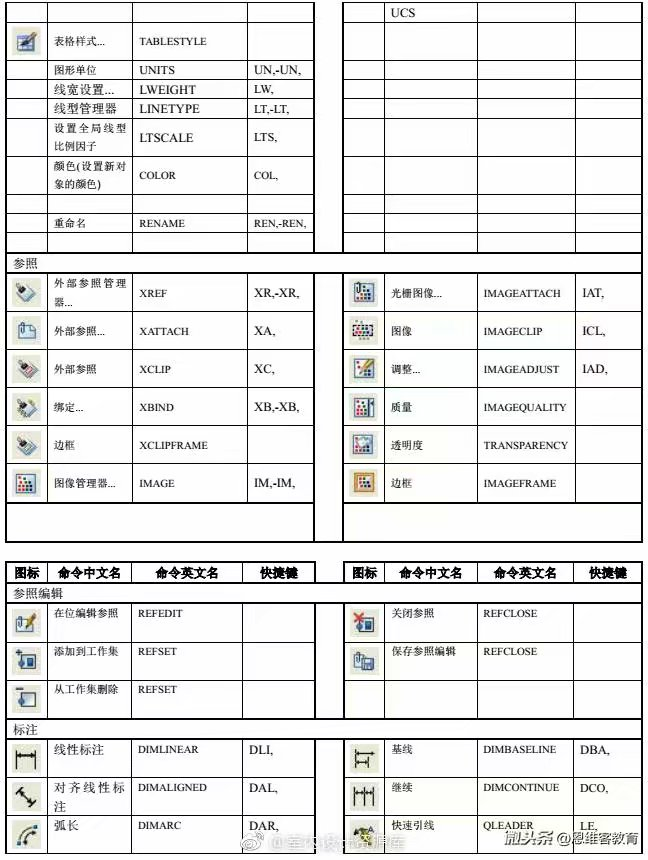 UCS
表格样式... TABLESTYLE
图形单位 UNITS UN,-UN,
线宽设置... LWEIGHT LW,
线型管理器 LINETYPE LT,-LT,
设置全局线型
比例因子 LTSCALE LTS,
颜色(设置新对
象的颜色) COLOR COL,
重命名 RENAME REN,-REN,
参照
外部参照管理
器... XREF XR,-XR, 光栅图像... IMAGEATTACH IAT,
外部参照... XATTACH XA, 图像 IMAGECLIP ICL,
外部参照 XCLIP XC, 调整... IMAGEADJUST IAD,
绑定... XBIND XB,-XB, 质量 IMAGEQUALITY
边框 XCLIPFRAME 透明度 TRANSPARENCY
图像管理器... IMAGE IM,-IM, 边框 IMAGEFRAME
图标 命令中文名 命令英文名 快捷键 图标 命令中文名 命令英文名 快捷键
参照编辑
在位编辑参照 REFEDIT 关闭参照 REFCLOSE
添加到工作集 REFSET 保存参照编辑 REFCLOSE
从工作集删除 REFSET
标注
线性标注 DIMLINEAR DLI, 基线 DIMBASELINE DBA,
对齐线性标
注 DIMALIGNED DAL, 继续 DIMCONTINUE DCO,
弧长 DIMARC DAR, 快速引线 QLEADER LE,
头条 @恩维客教育